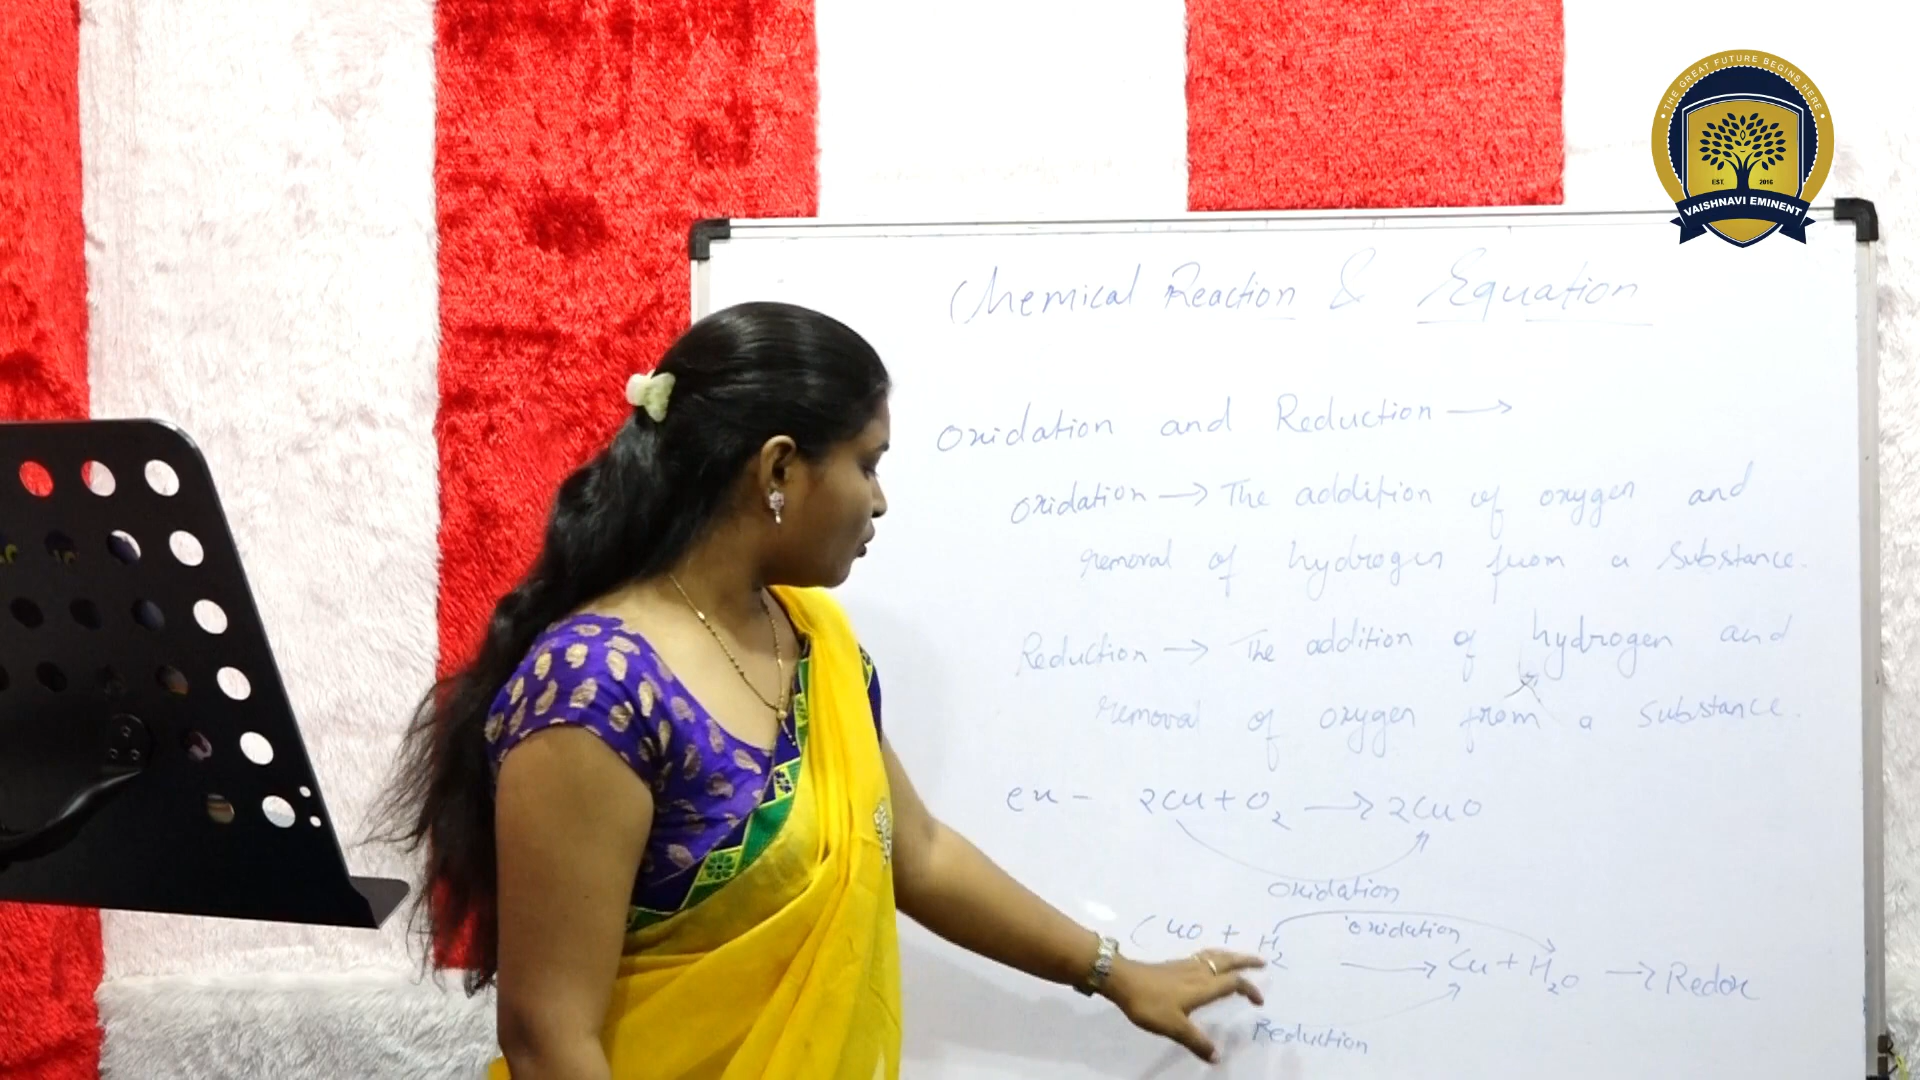 THE GREAT FUTURE BEGINS HERE
EST. 2016
VAISHNAVI EMINENT
Chemical Reaction & Equation
Oxidation and Reduction →
Oxidation → The addition of oxygen and
removal of hydrogen from a substance.
Reduction → The addition of hydrogen and
removal of oxygen from a substance.
ex - 2Cu + O₂ → 2CuO
Oxidation
Oxidation
CuO + H₂ → Cu + H₂O → Redox
Reduction